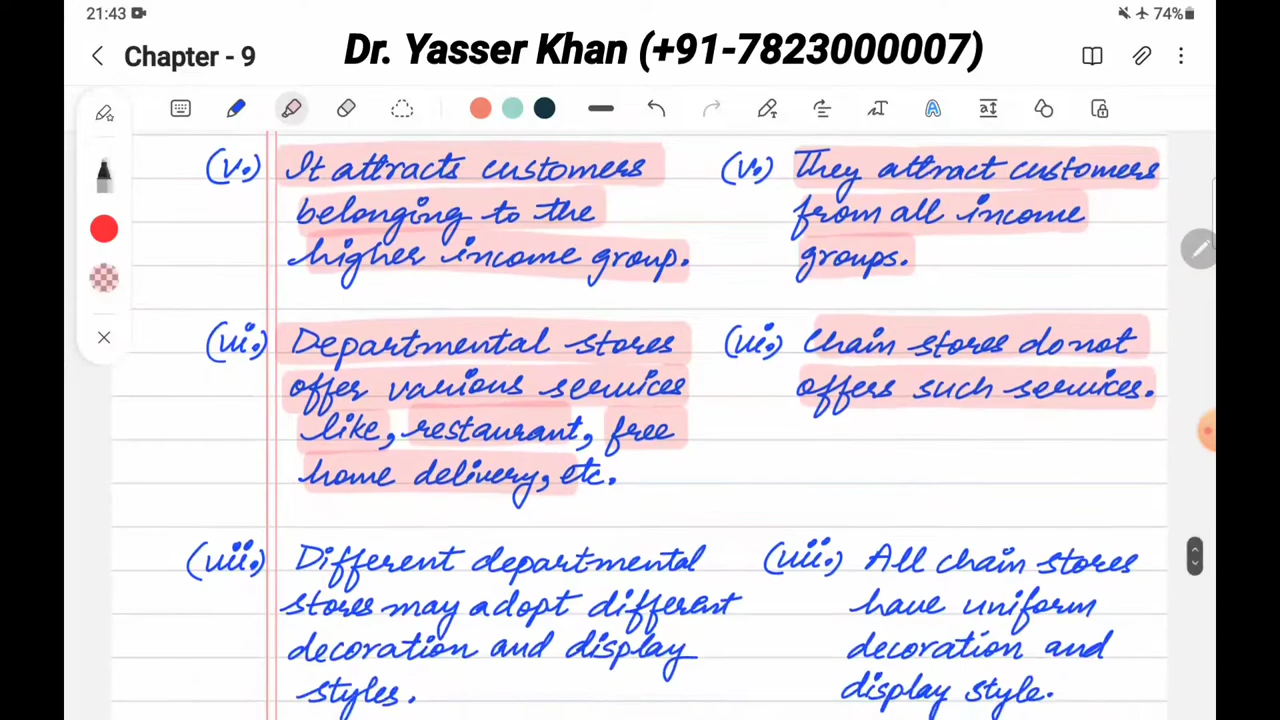 21:43
74%
Chapter - 9
Dr. Yasser Khan (+91-7823000007)
(v.) It attracts customers
belonging to the
higher income group.
(v.) They attract customers
from all income
groups.
(vi.) Departmental stores
offer various services
like, restaurant, free
home delivery, etc.
(vi.) Chain stores do not
offers such services.
(vii.) Different departmental
stores may adopt different
decoration and display
styles.
(vii.) All chain stores
have uniform
decoration and
display style.